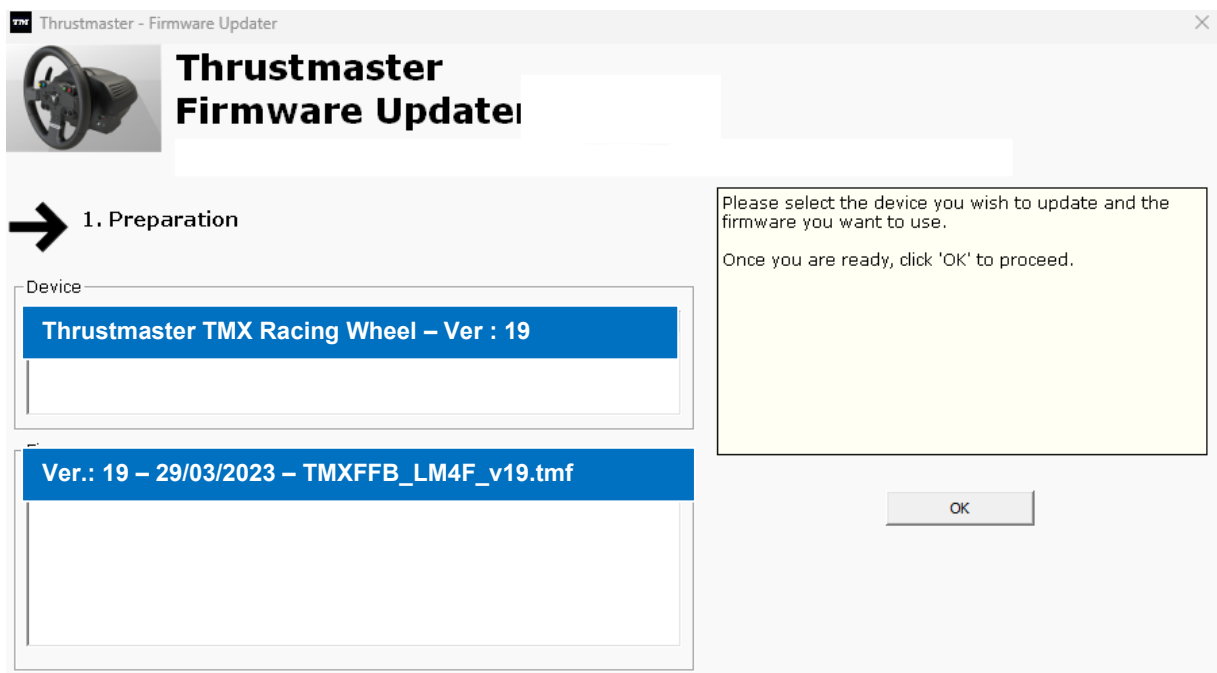 Thrustmaster - Firmware Updater
Thrustmaster
Firmware Updater
1. Preparation
Please select the device you wish to update and the
firmware you want to use.
Once you are ready, click 'OK' to proceed.
Device
Thrustmaster TMX Racing Wheel – Ver : 19
Ver.: 19 – 29/03/2023 – TMXFFB_LM4F_v19.tmf
OK